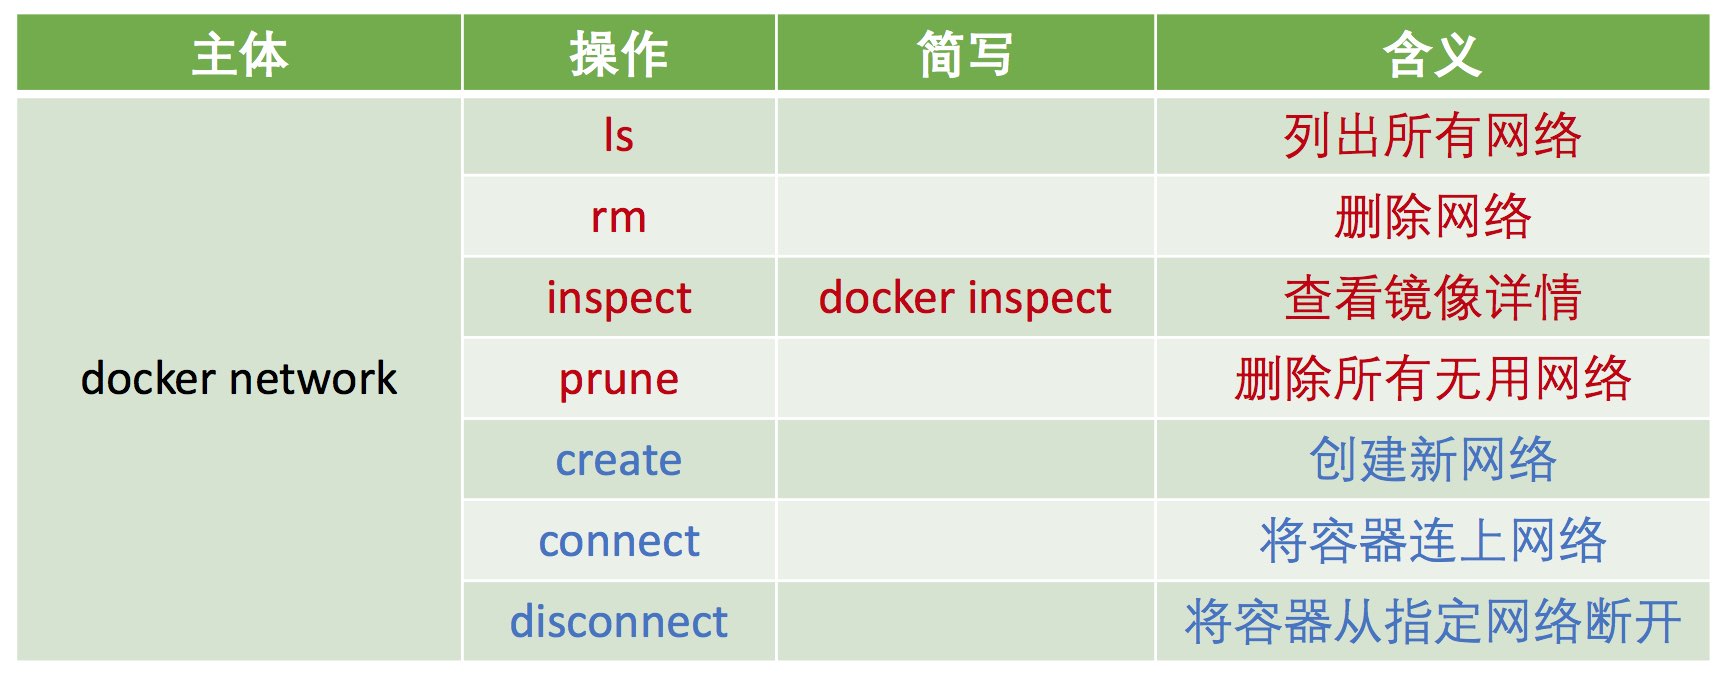 主体 操作 简写 含义
ls 列出所有网络
rm 删除网络
inspect docker inspect 查看镜像详情
docker network prune 删除所有无用网络
create 创建新网络
connect 将容器连上网络
disconnect 将容器从指定网络断开